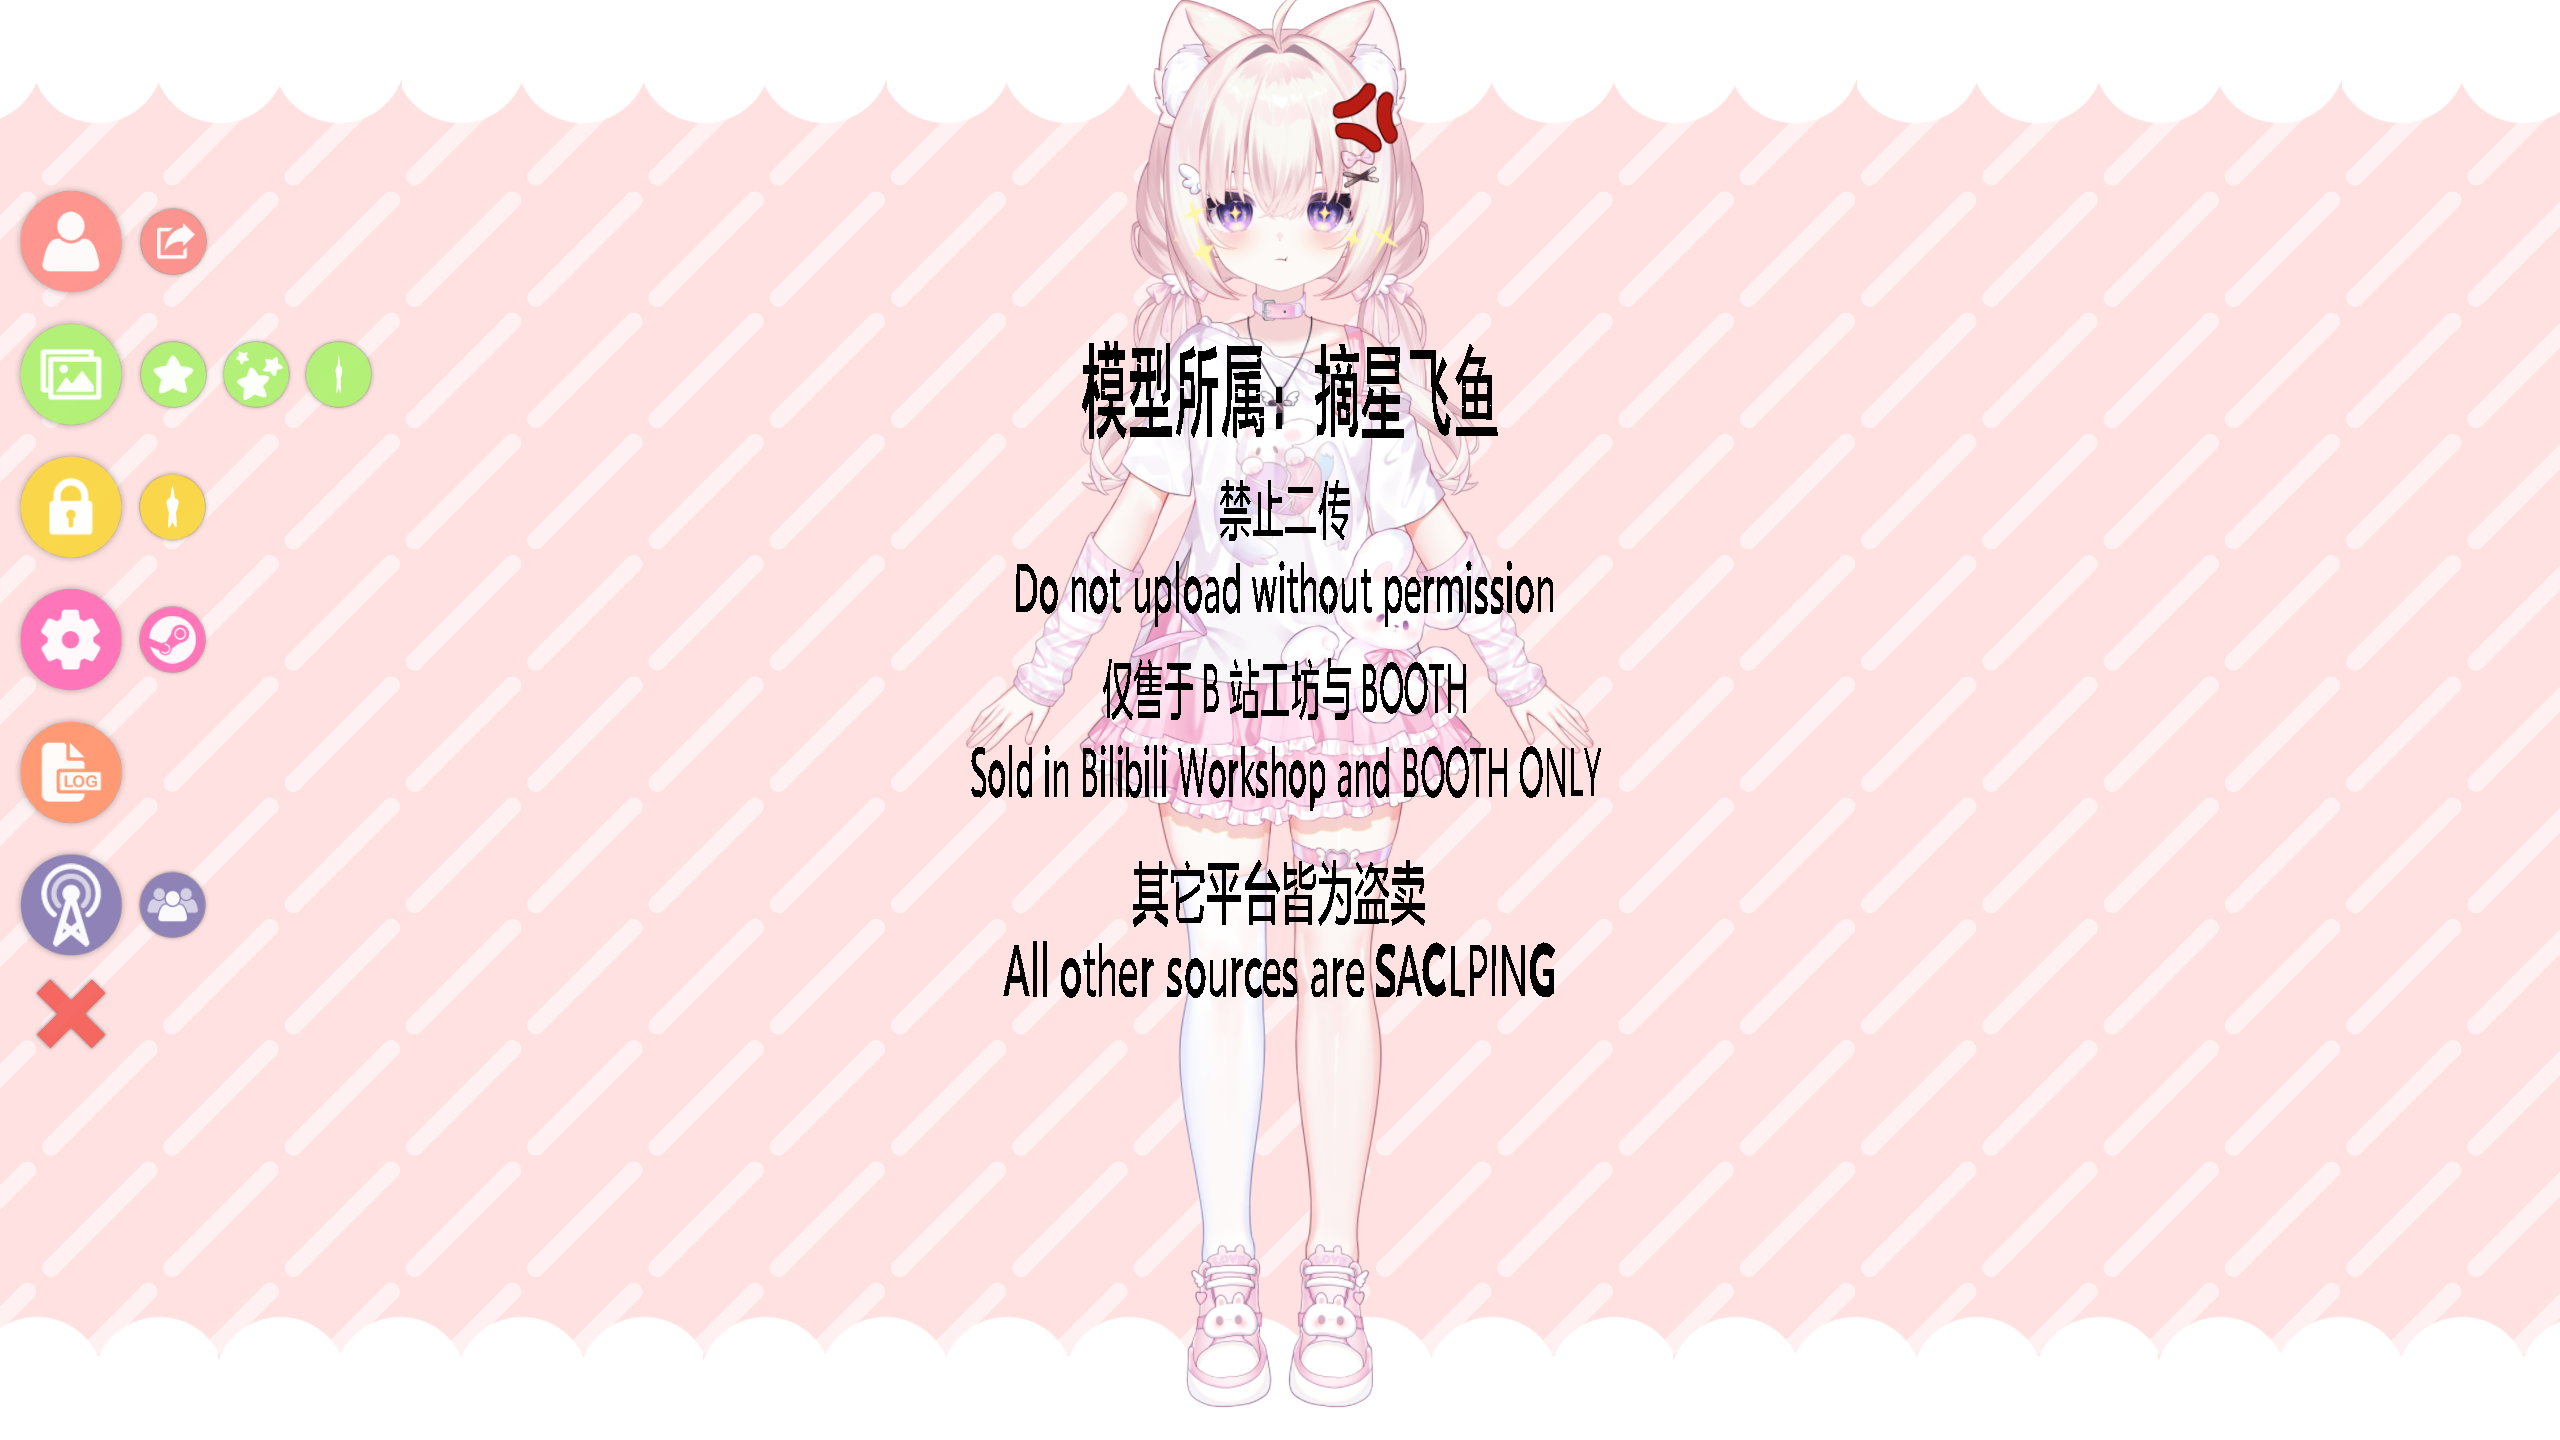 模型所属：摘星飞鱼
禁止二传
Do not upload without permission
仅售于 B 站工坊与 BOOTH
Sold in Bilibili Workshop and BOOTH ONLY
其它平台皆为盗卖
All other sources are SACLPING
LOG